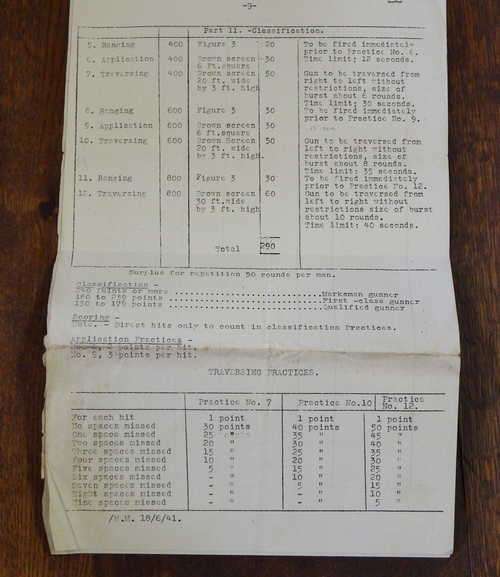 -9-
Part 11. -Classification.
5. Ranging 400 Figure 3 20 To be fired immediately
prior to Practice No. 6.
6. Application 400 Brown screen 30 Time limit; 12 seconds.
6 ft.square
7. Traversing 400 Brown screen 50 Gun to be traversed from
20 ft. wide right to left without
by 3 ft. high restrictions, size of
burst about 6 rounds.
Time limit; 30 seconds.
8. Ranging 600 Figure 3 30 To be fired immediately
prior to Practice No. 9.
9. Application 600 Brown screen 30
6 ft.square
10. Traversing 600 Brown screen 50 Gun to be traversed from
20 ft. wide left to right without
by 3 ft. high. restrictions, size of
burst about 8 rounds.
Time limit: 35 seconds.
11. Ranging 800 Figure 3 30 To be fired immediately
prior to Practice No. 12.
12. Traversing 800 Brown screen 60 Gun to be traversed from
30 ft.wide left to right without
by 3 ft. high restrictions size of burst
about 10 rounds.
Time limit: 40 seconds.
Total 290
Surplus for repetition 50 rounds per man.
Classification -
points or more ..............................Marksman gunner
180 to points ..............................First -class gunner
130 to 179 points ..............................Qualified gunner
Scoring -
Note. - Direct hits only to count in classification Practices.
Application Practices -
points per hit.
No. 9, 3 points per hit.
TRAVERSING PRACTICES.
Practice No. 7 Practice No.10 Practice
No. 12.
For each hit 1 point 1 point 1 point
No spaces missed 30 points 40 points 50 points
One space missed 25 " 35 " 45 "
Two spaces missed 20 " 30 " 40 "
Three spaces missed 15 " 25 " 35 "
Four spaces missed 10 " 20 " 30 "
Five spaces missed 5 " 15 " 25 "
Six spaces missed - " 10 " 20 "
Seven spaces missed - " 5 " 15 "
Eight spaces missed - " - " 10 "
Nine spaces missed - " - " 5 "
/M.M. 18/6/41.